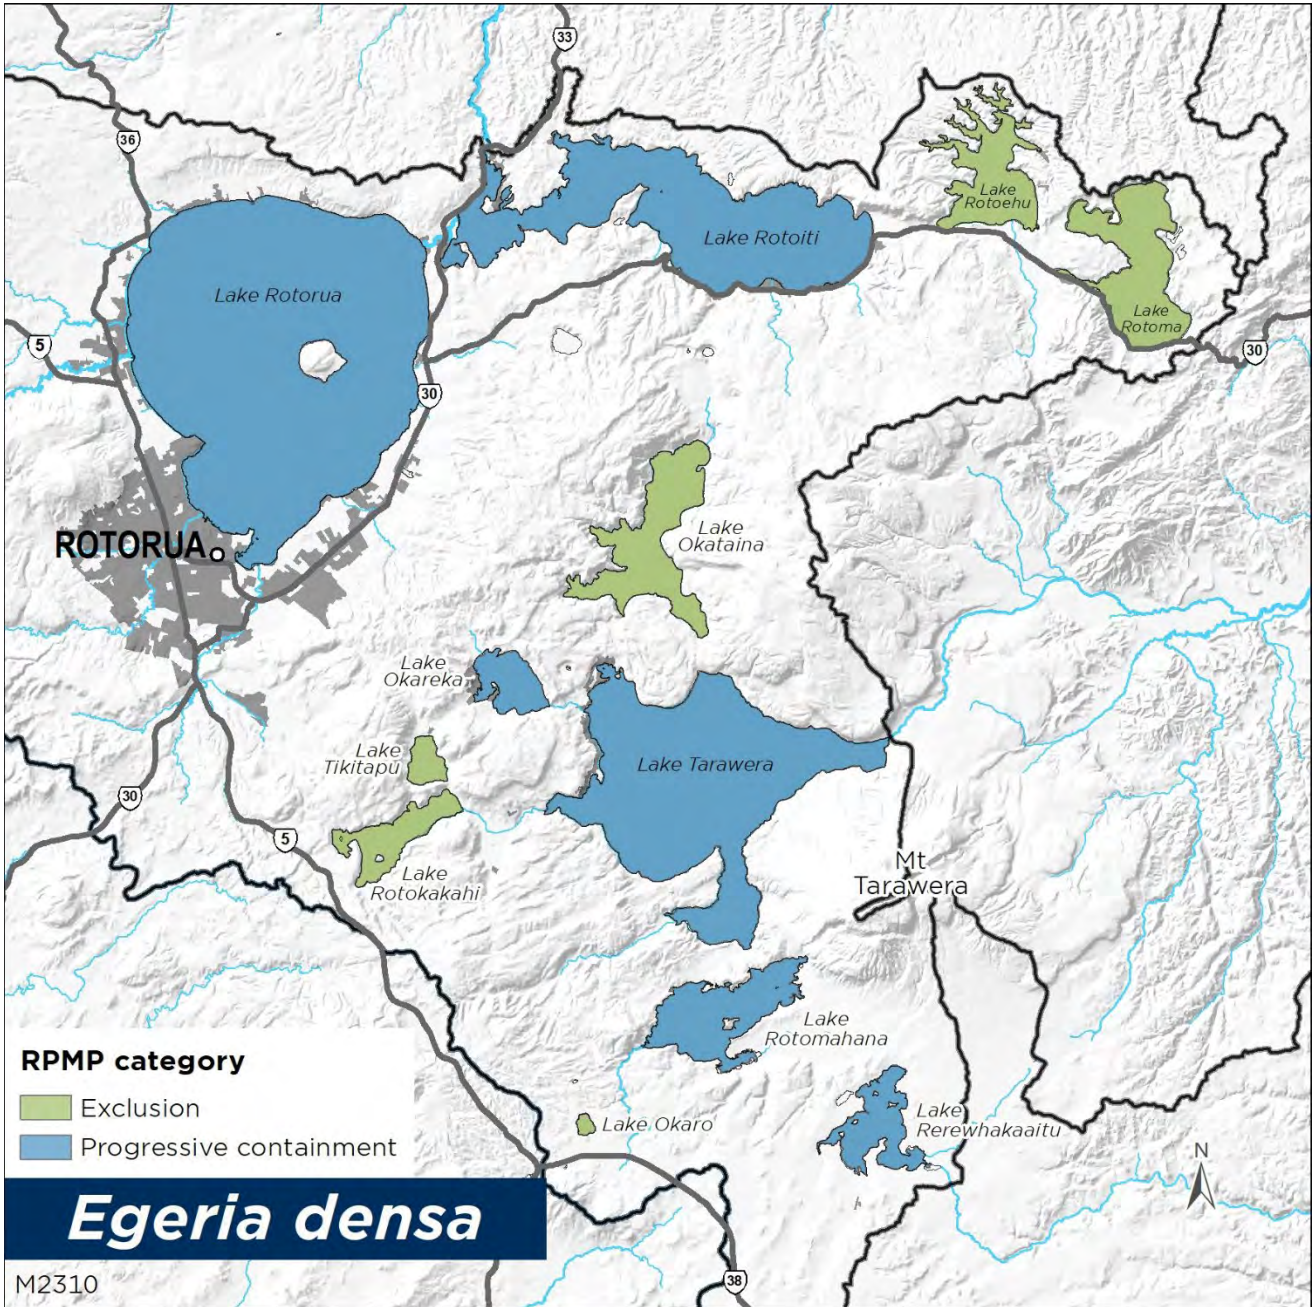 33
36
Lake
Rotoehu
Lake Rotoiti
Lake Rotorua
Lake
Rotoma
5
30
30
Lake
Okataina
ROTORUA
Lake
Okareka
Lake
Tikitapu
Lake Tarawera
30
5
Lake
Rotokakahi
Mt
Tarawera
Lake
Rotomahana
RPMP category
Exclusion
Progressive containment
Lake Okaro
Lake
Rerewhakaaitu
N
Egeria densa
M2310
38